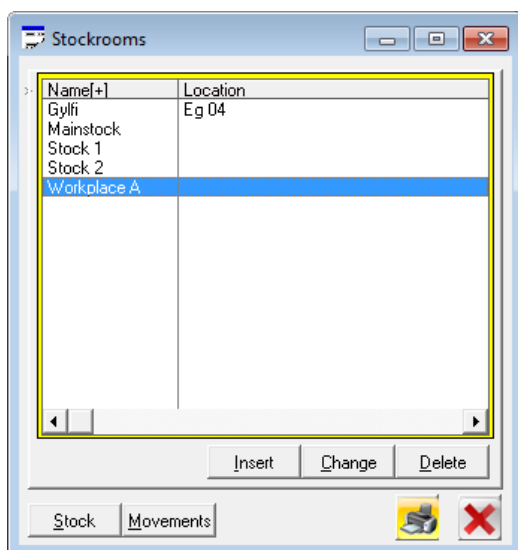 Stockrooms
Name[+] Location
Gylfi Eg 04
Mainstock
Stock 1
Stock 2
Workplace A
Insert Change Delete
Stock Movements